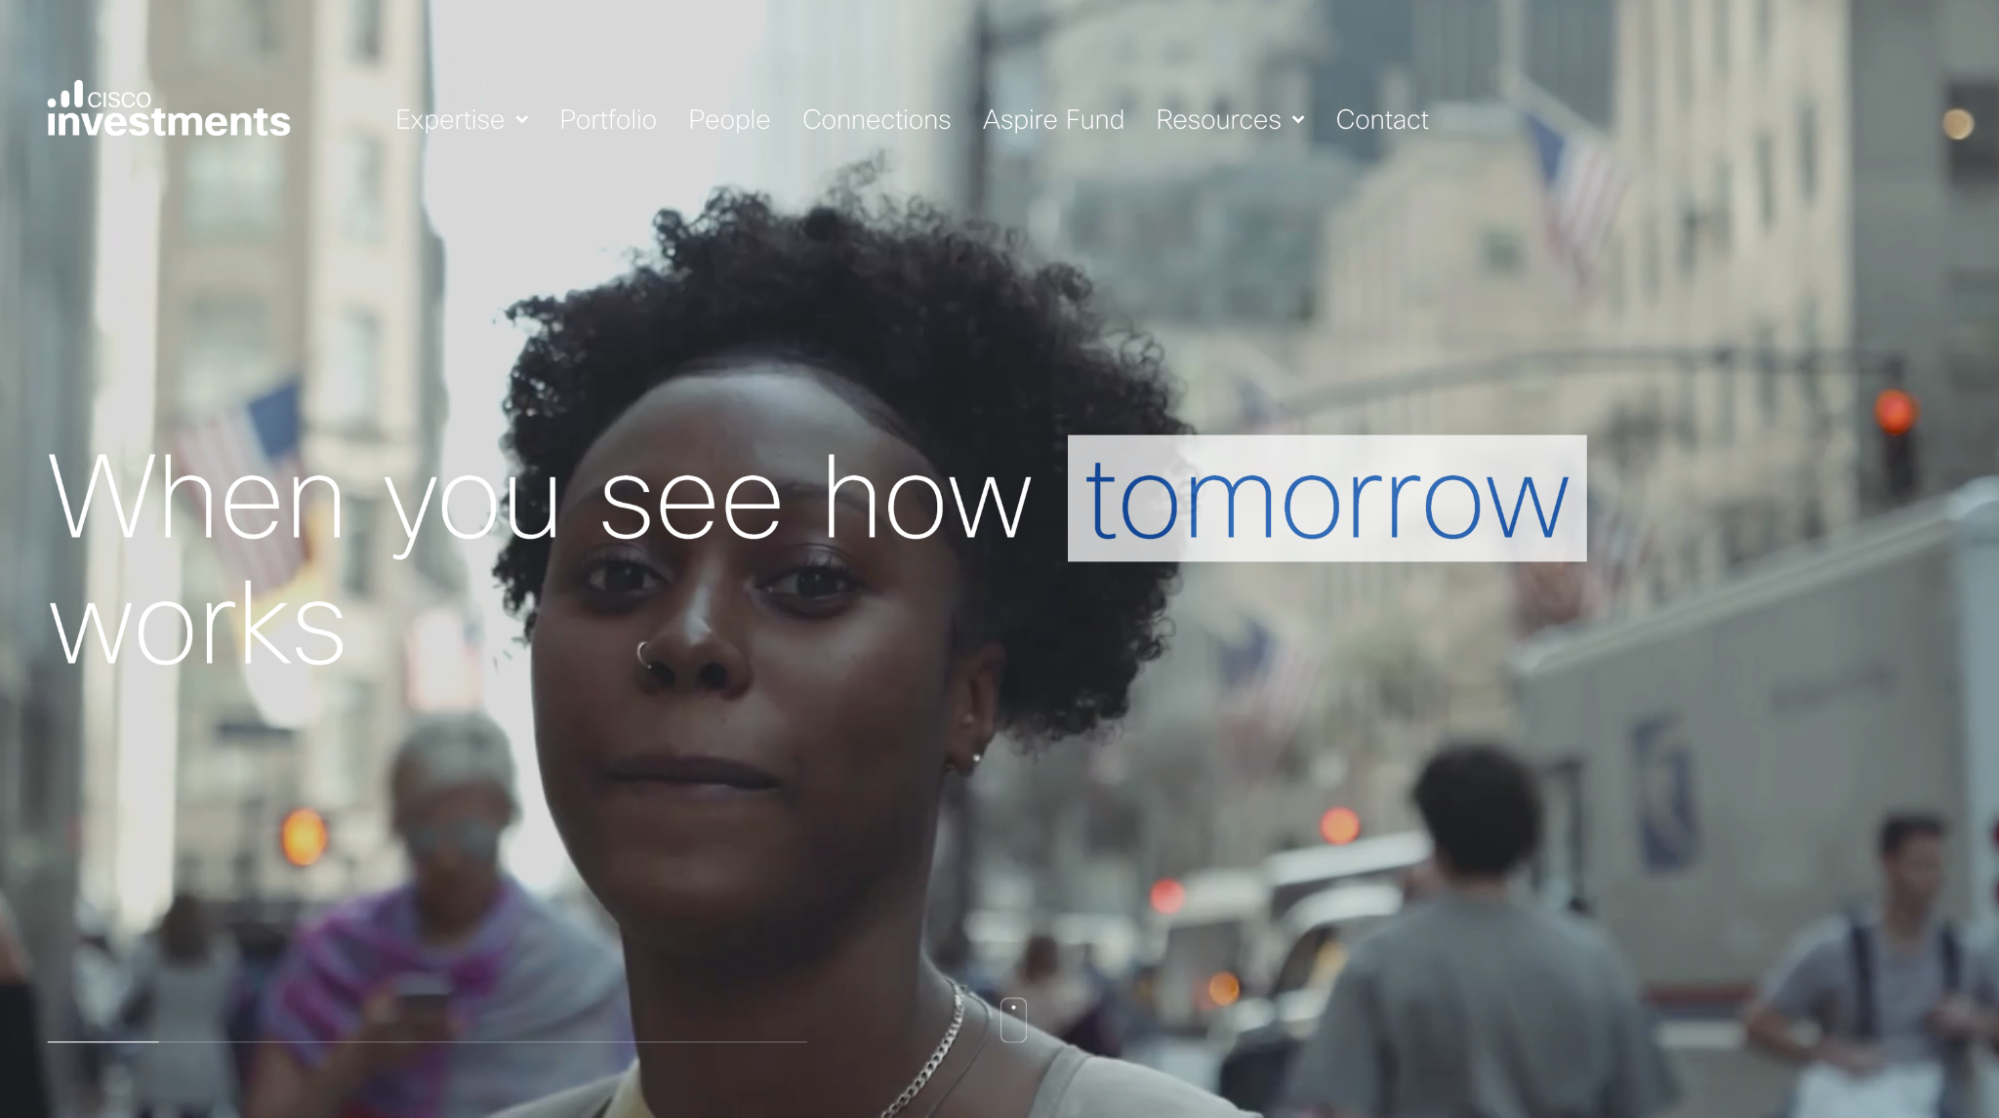 CISCO
investments
Expertise Portfolio People Connections Aspire Fund Resources Contact
When you see how tomorrow
works